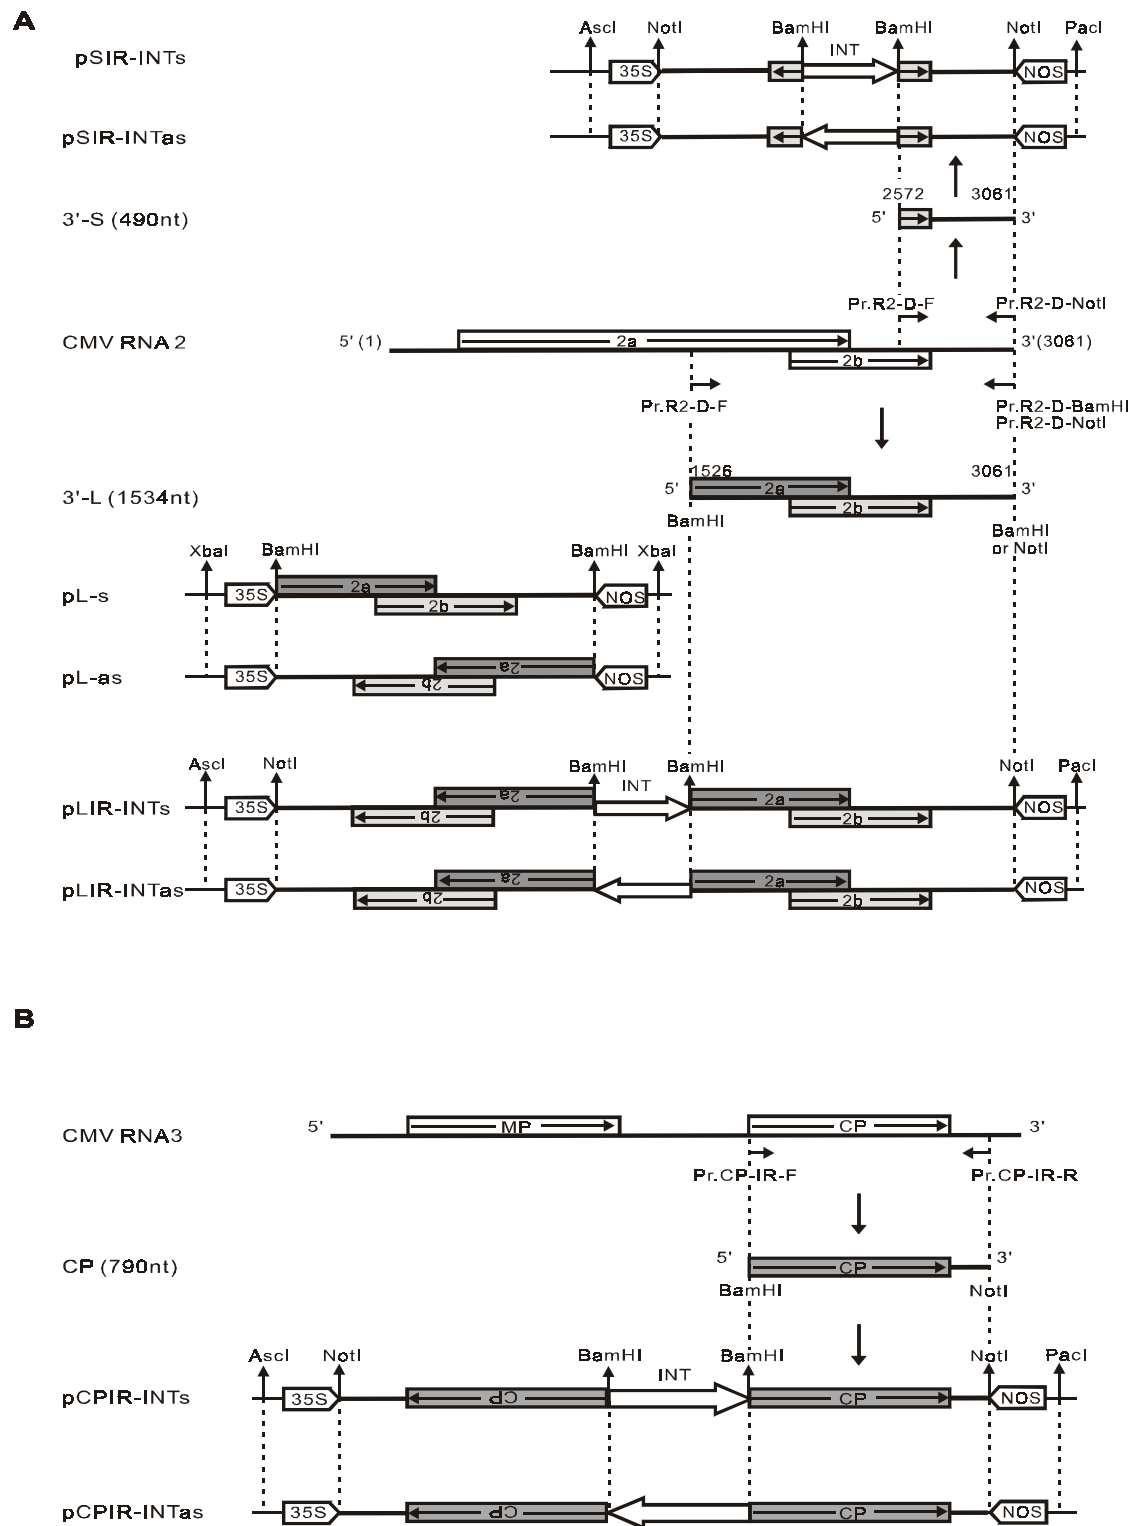 A
AscI NotI BamHI BamHI NotI PacI
INT
pSIR-INTs
35S NOS
pSIR-INTas
35S NOS
2572 3061
3'-S (490nt)
5' 3'
Pr.R2-D-F Pr.R2-D-NotI
CMV RNA 2
5' (1) 2a 3'(3061)
2b
Pr.R2-D-F Pr.R2-D-BamHI
Pr.R2-D-NotI
1526 3061
3'-L (1534nt)
5' 2a 3'
2b
BamHI BamHI
or NotI
XbaI BamHI BamHI XbaI
pL-s
35S 2a NOS
2b
pL-as
35S 2a NOS
2b
AscI NotI BamHI BamHI NotI PacI
INT
pLIR-INTs
35S 2a 2a NOS
2b 2b
pLIR-INTas
35S 2a 2a NOS
2b 2b
B
CMV RNA3
5' MP CP 3'
Pr.CP-IR-F Pr.CP-IR-R
CP (790nt)
5' CP 3'
BamHI NotI
AscI NotI BamHI BamHI NotI PacI
INT
pCPIR-INTs
35S CP CP NOS
pCPIR-INTas
35S CP CP NOS